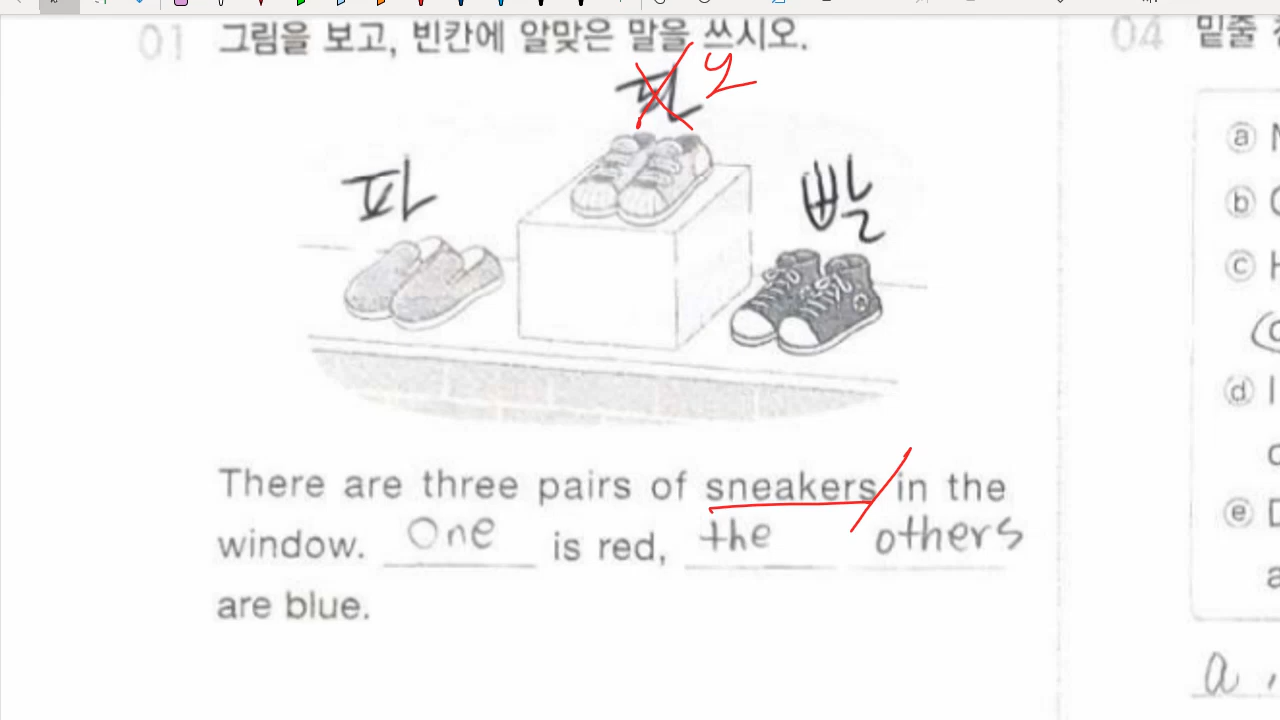 01 그림을 보고, 빈칸에 알맞은 말을 쓰시오.
04 밑줄
파 y
파
빨
There are three pairs of sneakers in the
window. One is red, the others
are blue.
ⓐ
ⓑ
ⓒ
ⓓ I
ⓔ
a